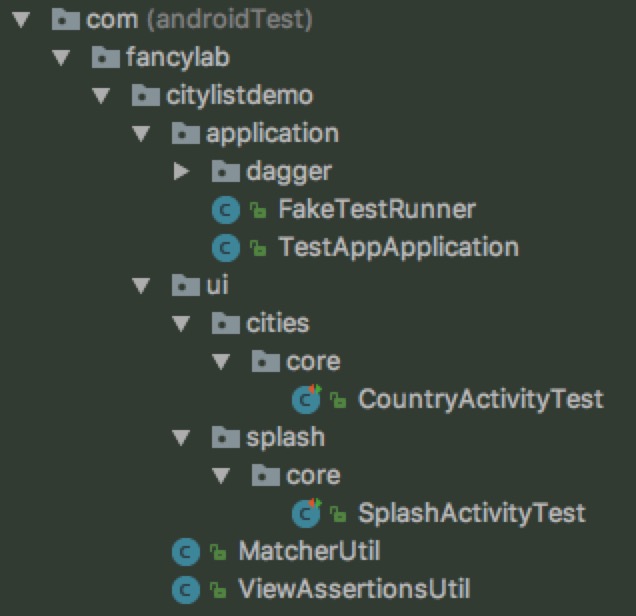 com (androidTest)
fancylab
citylistdemo
application
dagger
C FakeTestRunner
C TestAppApplication
ui
cities
core
C CountryActivityTest
splash
core
C SplashActivityTest
C MatcherUtil
C ViewAssertionsUtil